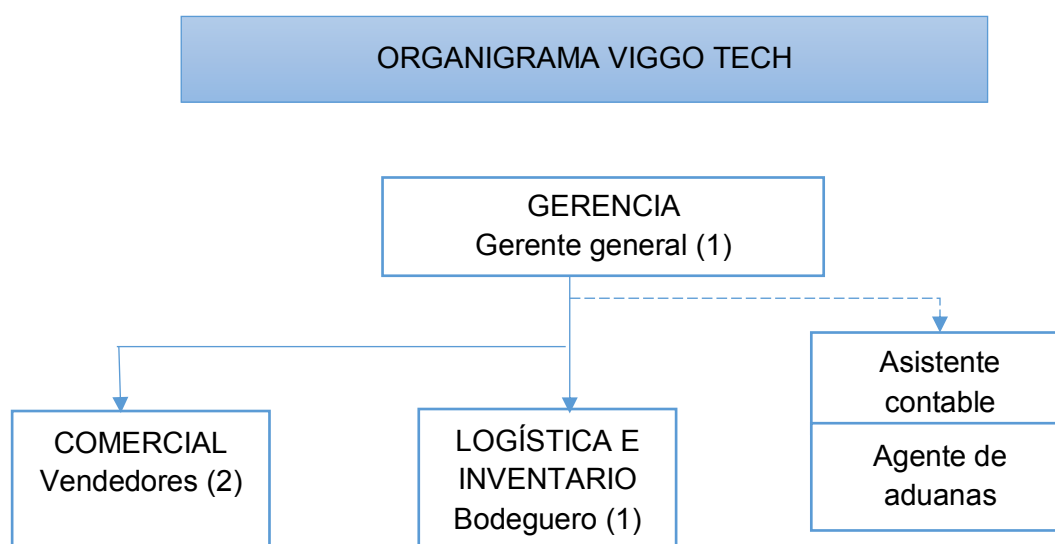 ORGANIGRAMA VIGGO TECH
GERENCIA
Gerente general (1)
Asistente
contable
Agente de
aduanas
COMERCIAL
Vendedores (2)
LOGÍSTICA E
INVENTARIO
Bodeguero (1)